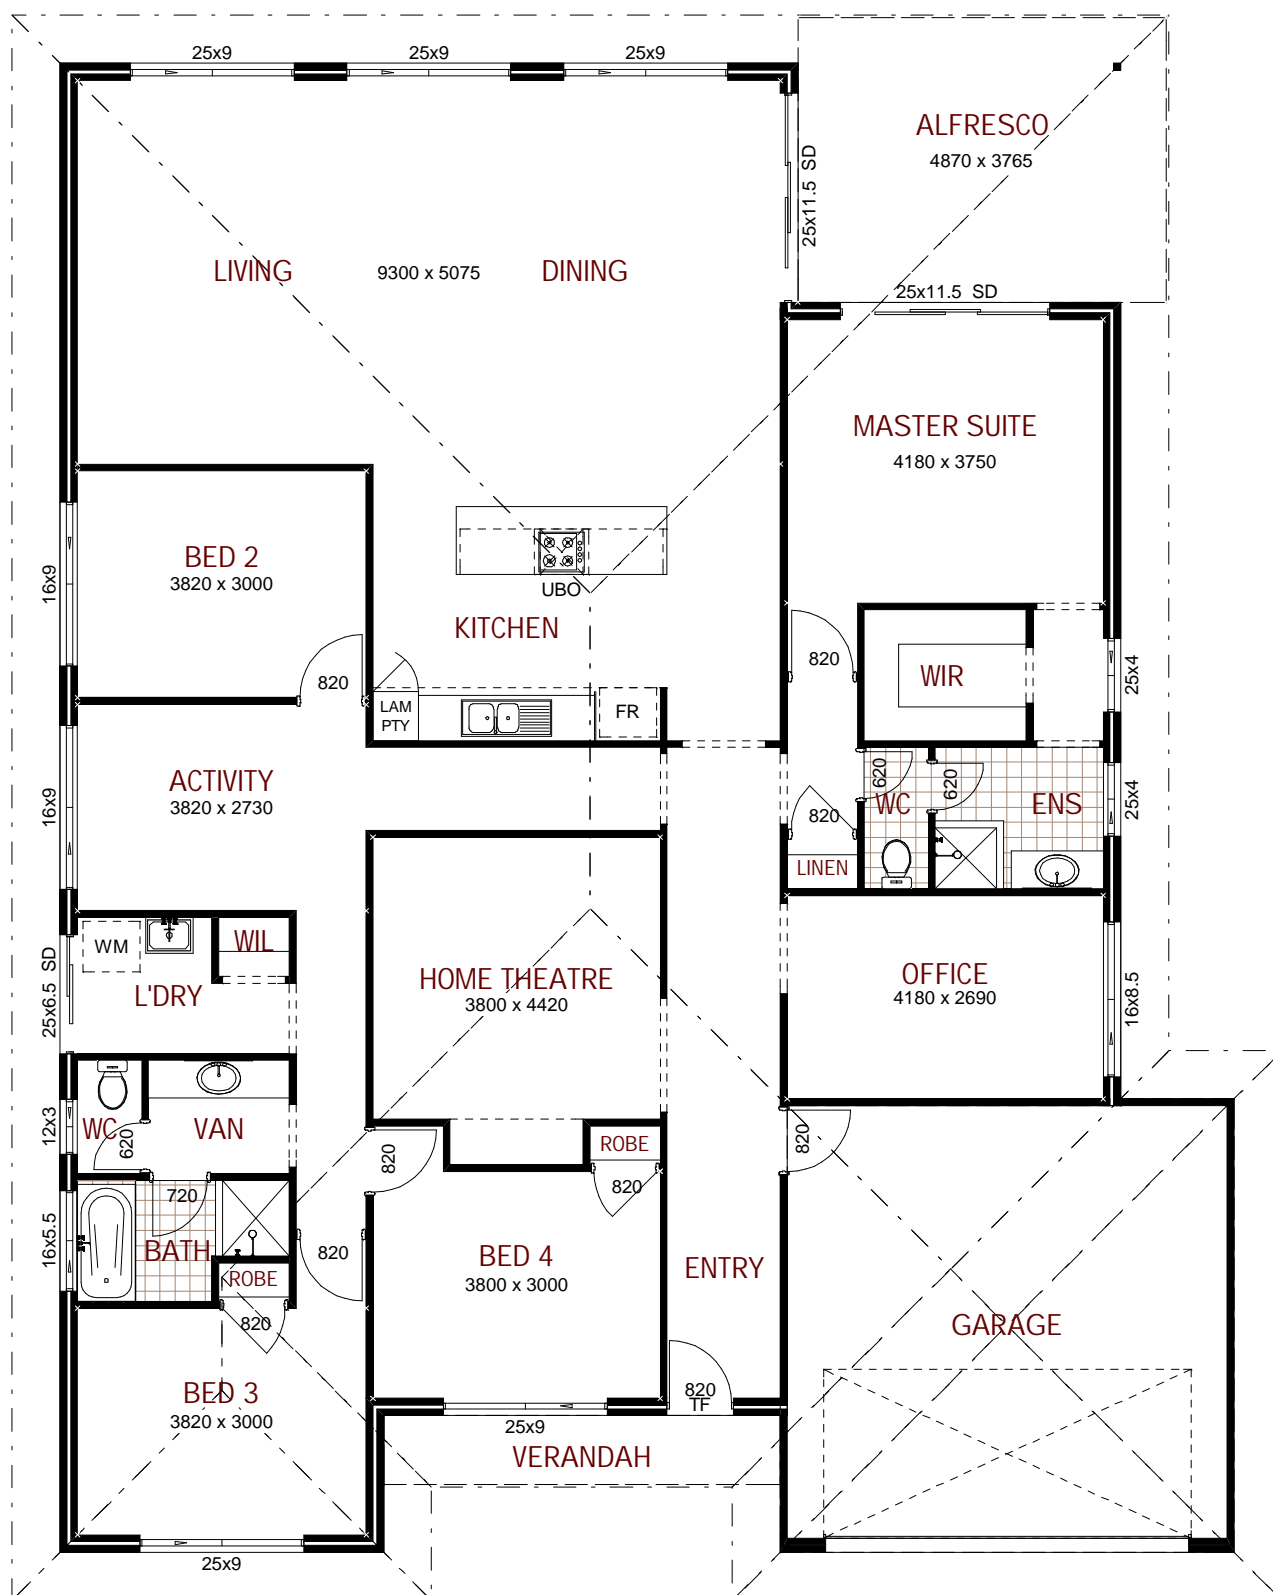 25x9
25x9
25x9
ALFRESCO
4870 x 3765
25x11.5 SD
LIVING
9300 x 5075
DINING
25x11.5 SD
MASTER SUITE
4180 x 3750
BED 2
3820 x 3000
16x9
UBO
KITCHEN
820
820
WIR
25x4
LAM
PTY
FR
ACTIVITY
3820 x 2730
16x9
620
WC
620
ENS
25x4
820
LINEN
WM
WIL
25x6.5 SD
L'DRY
HOME THEATRE
3800 x 4420
OFFICE
4180 x 2690
16x8.5
12x3
WC
620
VAN
820
ROBE
820
820
720
16x5.5
BATH
820
ROBE
820
BED 4
3800 x 3000
ENTRY
GARAGE
BED 3
3820 x 3000
820
TF
25x9
VERANDAH
25x9